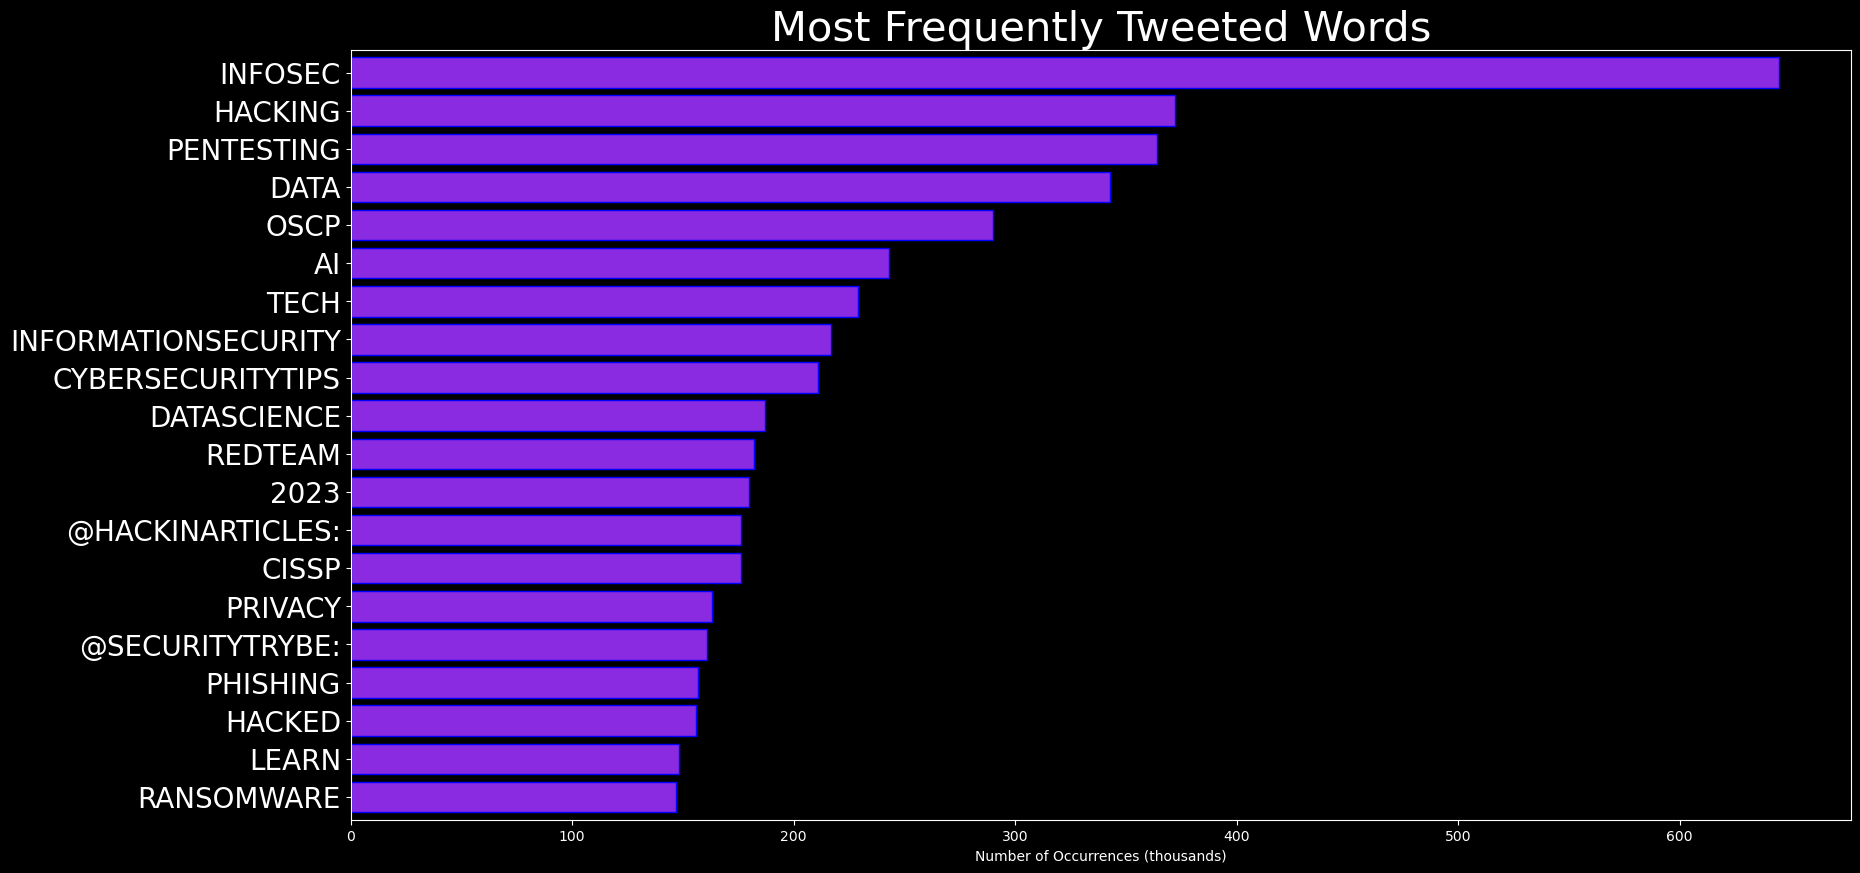 Most Frequently Tweeted Words
INFOSEC
HACKING
PENTESTING
DATA
OSCP
AI
TECH
INFORMATIONSECURITY
CYBERSECURITYTIPS
DATASCIENCE
REDTEAM
2023
@HACKINARTICLES:
CISSP
PRIVACY
@SECURITYTRYBE:
PHISHING
HACKED
LEARN
RANSOMWARE
0 100 200 300 400 500 600
Number of Occurrences (thousands)